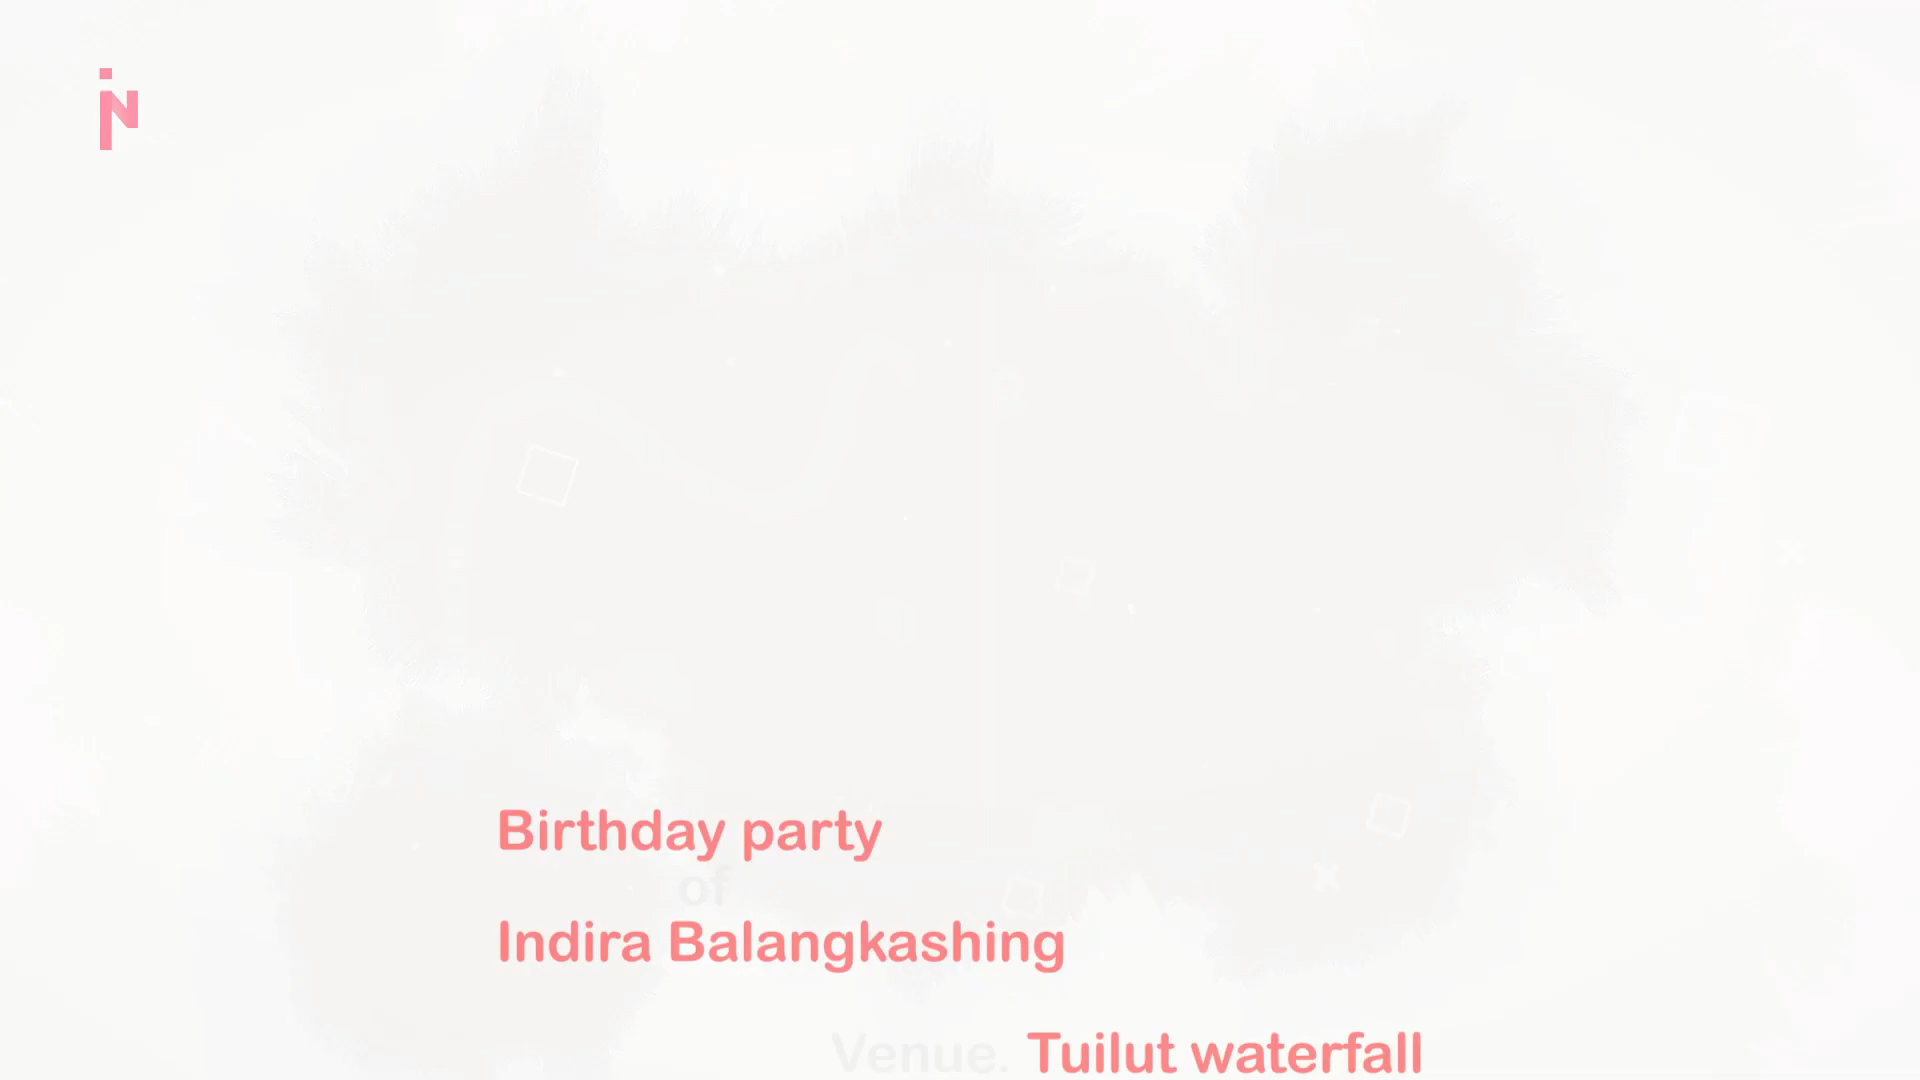 Birthday party
of
Indira Balangkashing
Venue. Tuilut waterfall